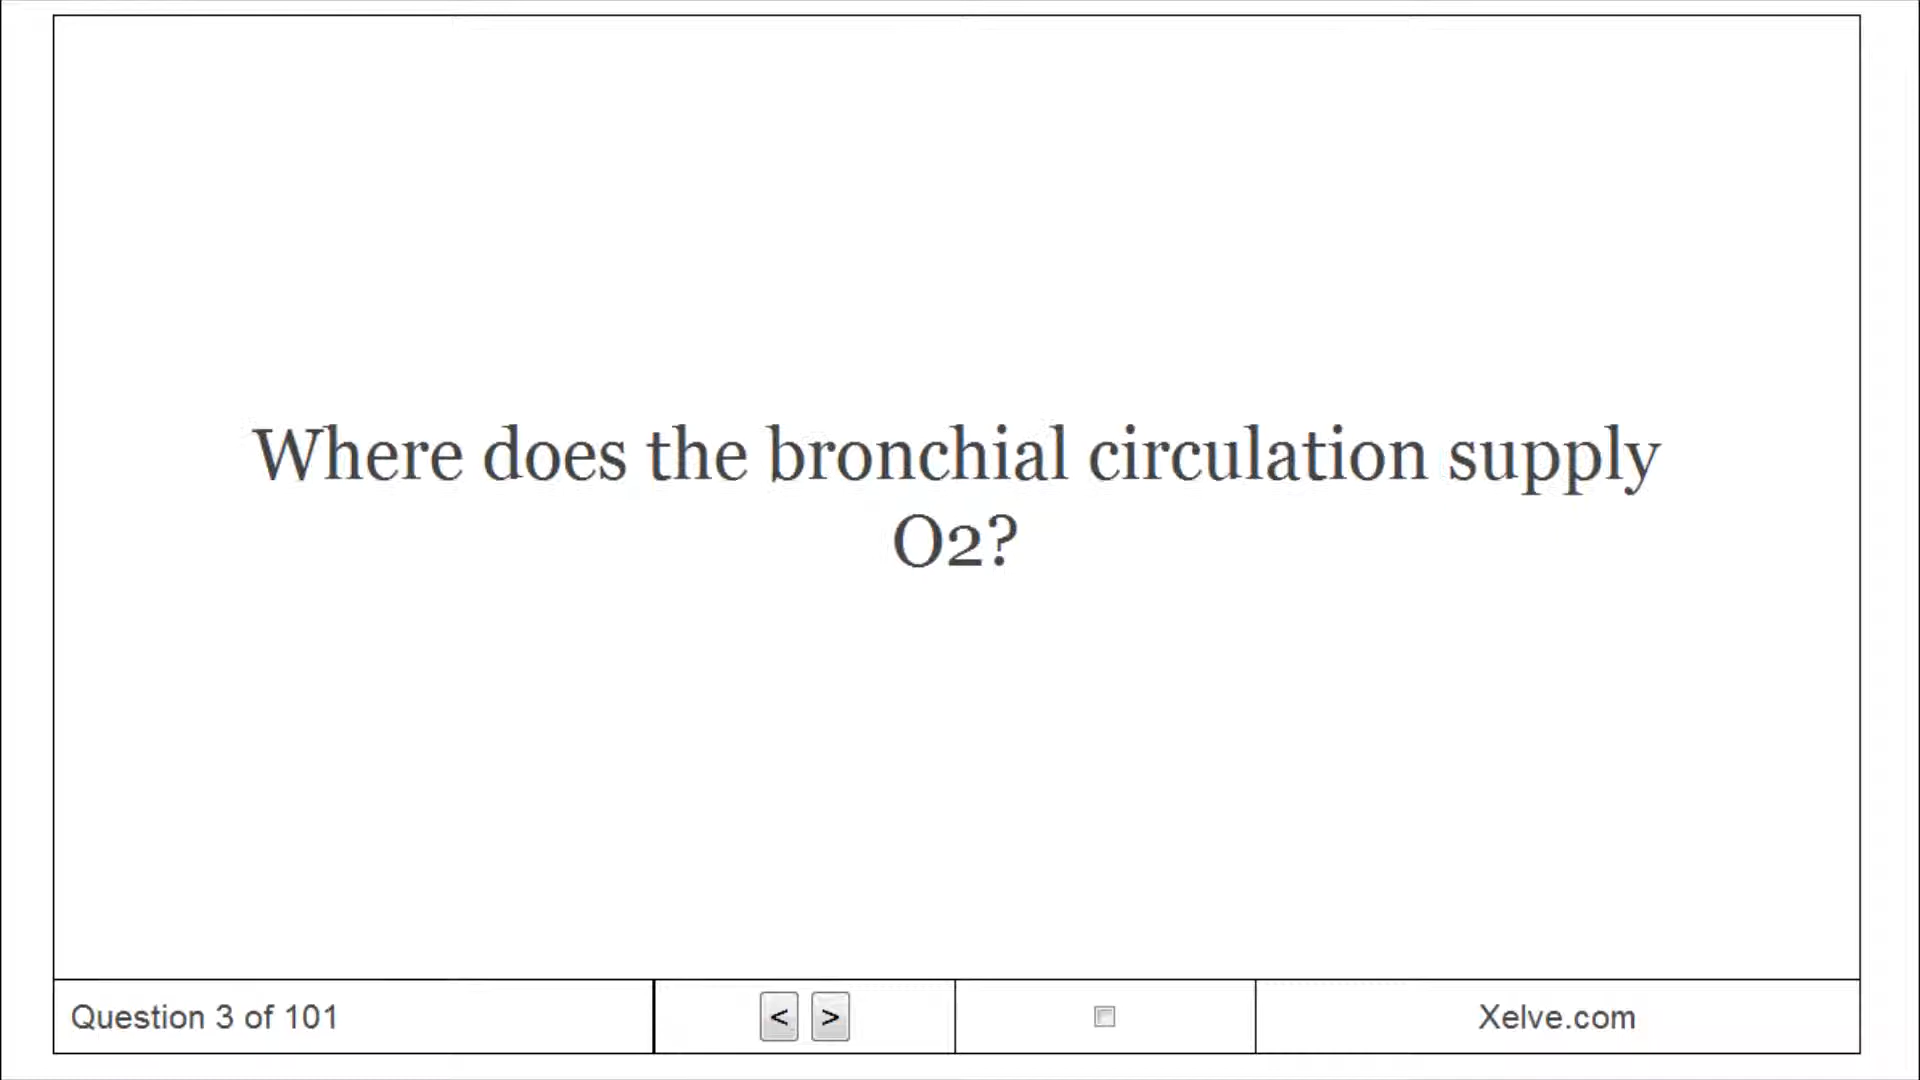 Where does the bronchial circulation supply
O2?
Question 3 of 101
< >
Xelve.com